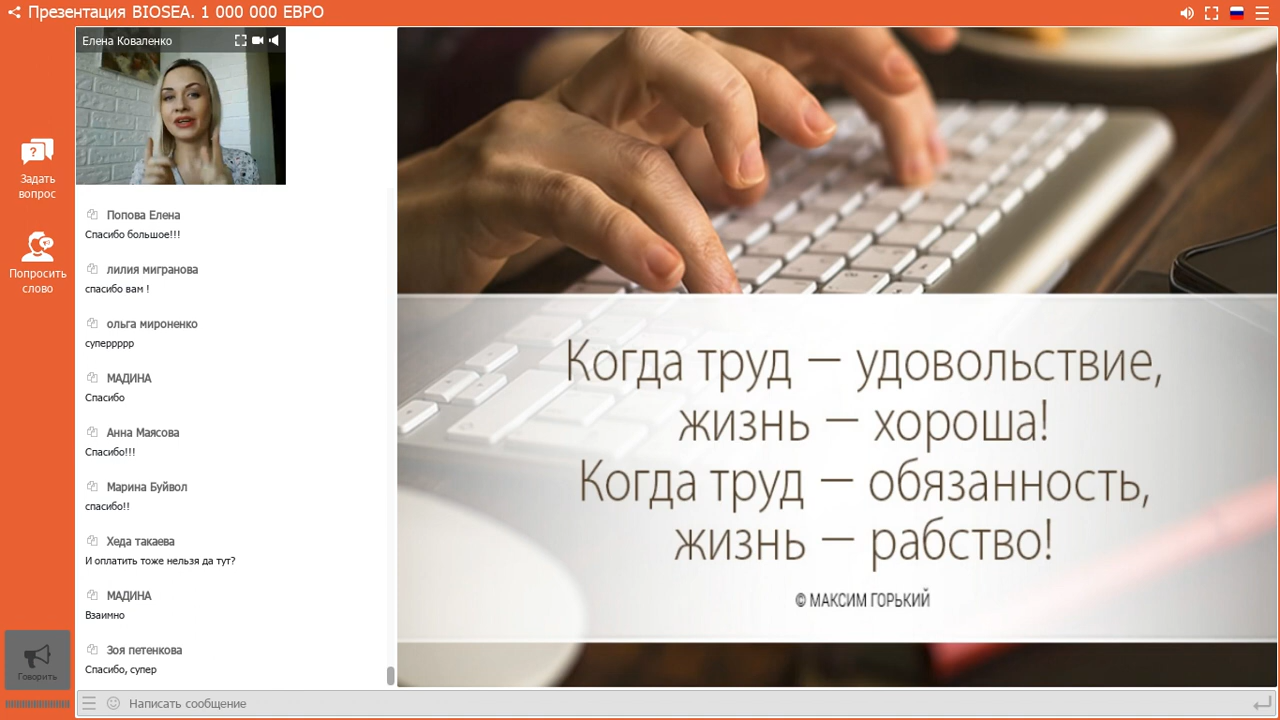 Презентация BIOSEA. 1 000 000 ЕВРО
Елена Коваленко
Задать
вопрос
Попросить
слово
Попова Елена
Спасибо большое!!!
лилия мигранова
спасибо вам !
ольга мироненко
суперрррр
МАДИНА
Спасибо
Анна Маясова
Спасибо!!!
Марина Буйвол
спасибо!!
Хеда такаева
И оплатить тоже нельзя да тут?
МАДИНА
Взаимно
Зоя петенкова
Спасибо, супер
Говорить
Написать сообщение
Когда труд — удовольствие,
жизнь — хороша!
Когда труд — обязанность,
жизнь — рабство!
© МАКСИМ ГОРЬКИЙ